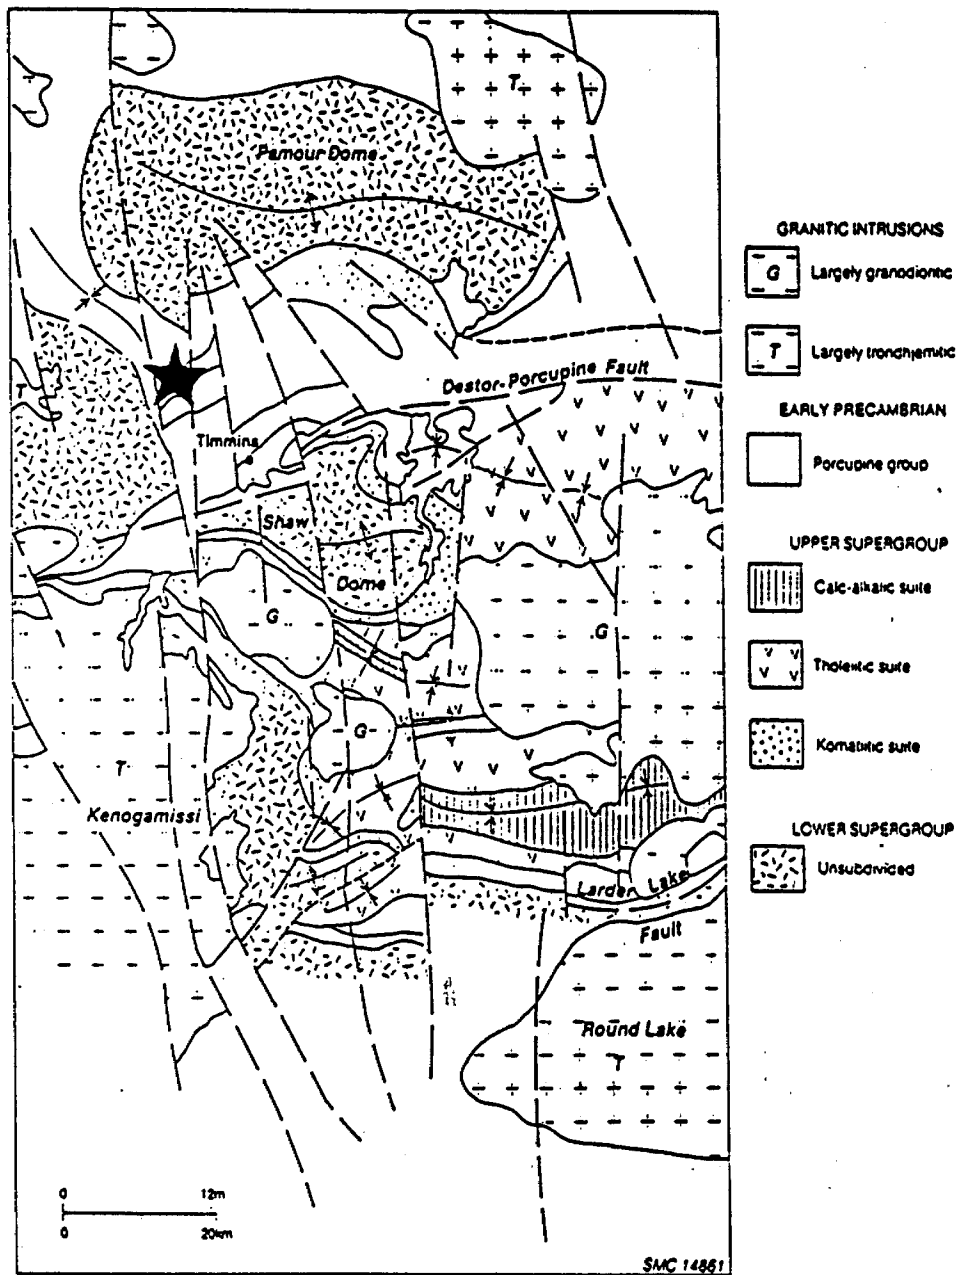 T
Pamour Dome
Destor-Porcupine Fault
T
Timmins
Shaw
Dome
G
G
G
T
Kenogamissi
Larder Lake
Fault
Round Lake
T
0 12m
0 20km
SMC 14861
GRANITIC INTRUSIONS
G Largely granodioritic
T Largely trondhjemitic
EARLY PRECAMBRIAN
Porcupine group
UPPER SUPERGROUP
Calc-alkalic suite
Tholeiitic suite
Komatiitic suite
LOWER SUPERGROUP
Unsubdivided